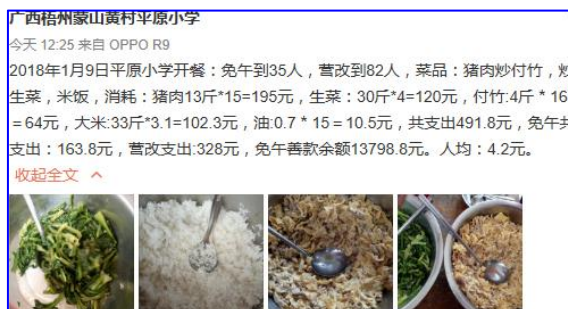 广西梧州蒙山黄村平原小学
今天 12:25 来自 OPPO R9
2018年1月9日平原小学开餐：免午到35人，营改到82人，菜品：猪肉炒付竹，炒
生菜，米饭，消耗：猪肉13斤*15=195元，生菜：30斤*4=120元，付竹:4斤 * 16
＝64元，大米:33斤*3.1=102.3元，油:0.7 * 15＝10.5元，共支出491.8元，免午共
支出：163.8元，营改支出:328元，免午善款余额13798.8元。人均：4.2元。
收起全文